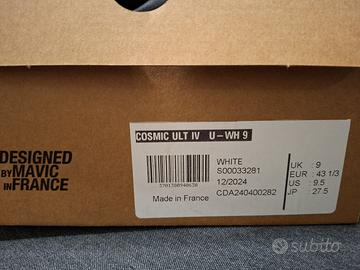 DESIGNED
BY MAVIC
IN FRANCE
COSMIC ULT IV U-WH 9
WHITE
S00033281
12/2024
CDA240400282
Made in France
UK : 9
EUR : 43 1/3
US : 9.5
JP : 27.5
subito